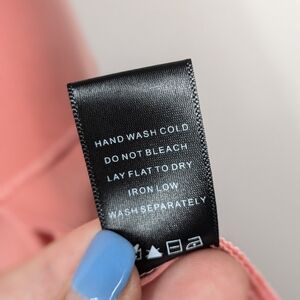 HAND WASH COLD
DO NOT BLEACH
LAY FLAT TO DRY
IRON LOW
WASH SEPARATELY